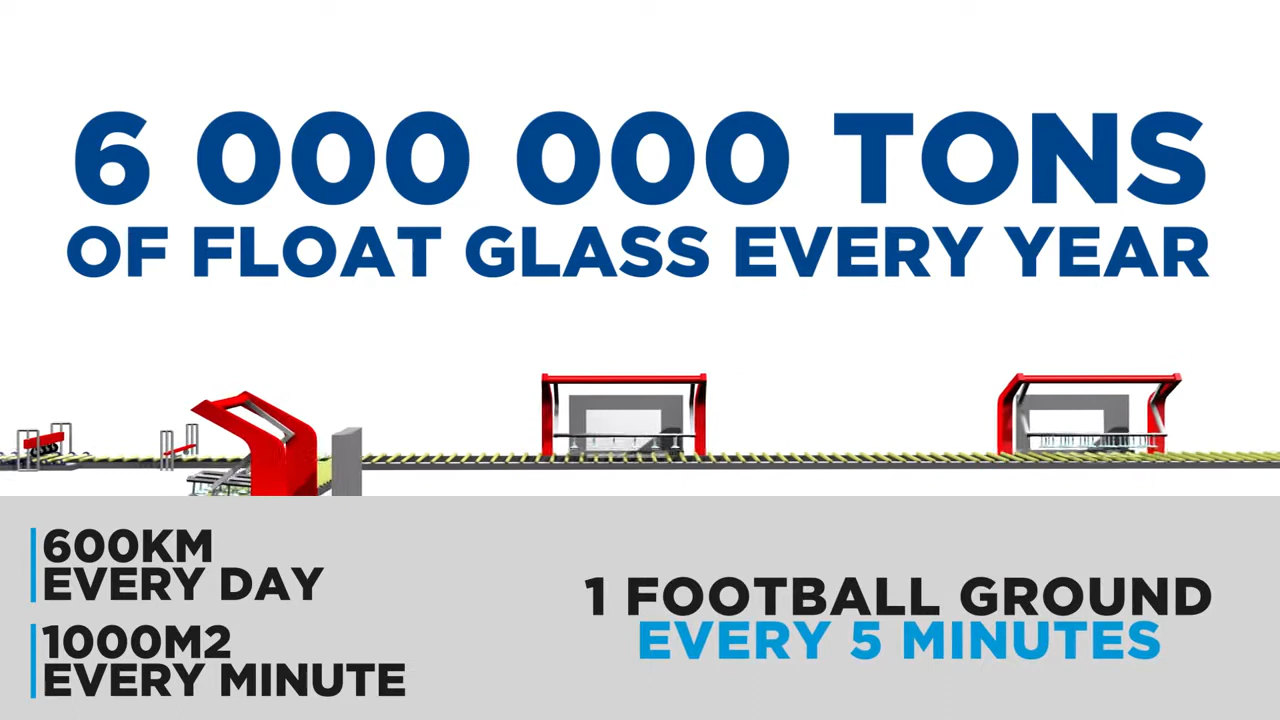 6 000 000 TONS
OF FLOAT GLASS EVERY YEAR
600KM
EVERY DAY
1000M2
EVERY MINUTE
1 FOOTBALL GROUND
EVERY 5 MINUTES